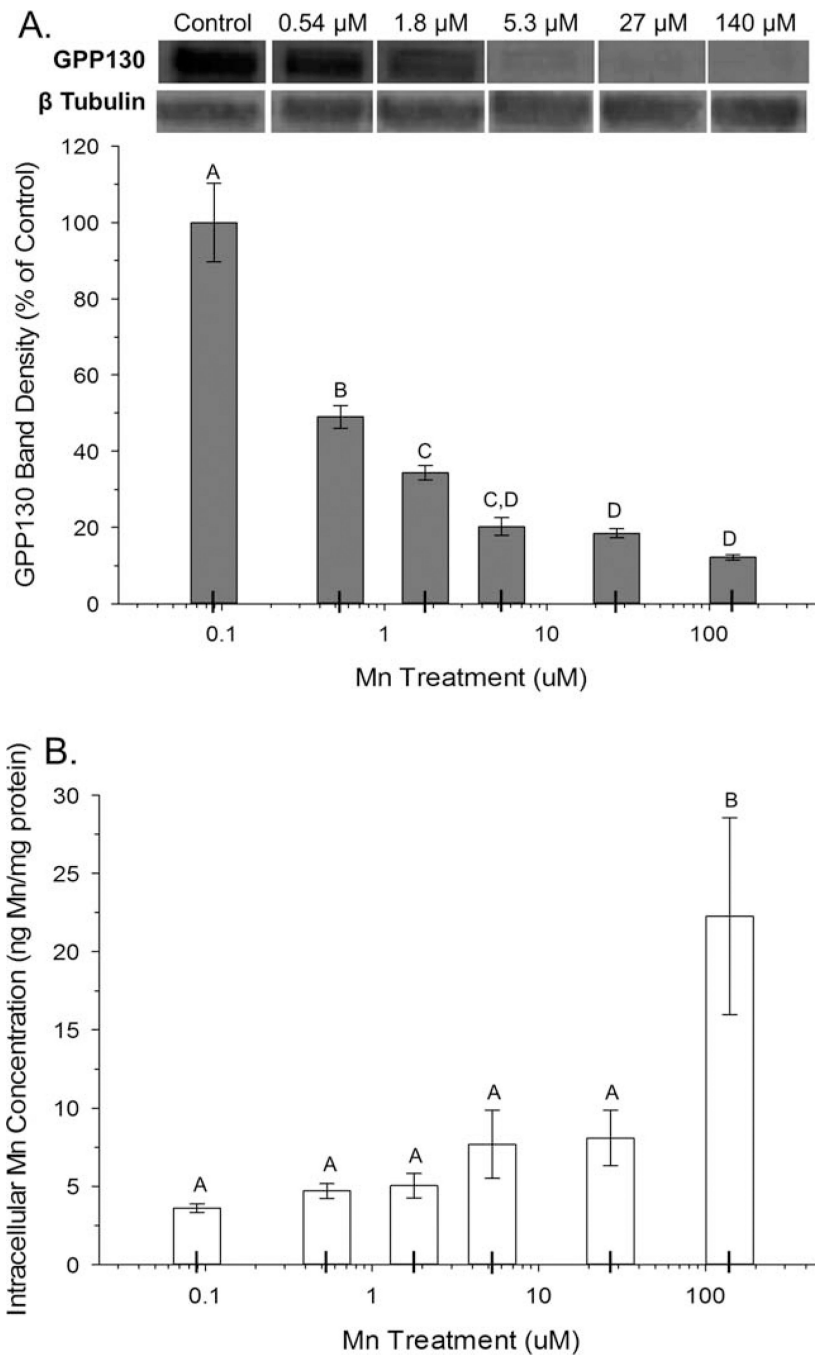 A. Control 0.54 µM 1.8 µM 5.3 µM 27 µM 140 µM
GPP130
β Tubulin
GPP130 Band Density (% of Control)
120
100
80
60
40
20
0
A
B
C
C,D
D
D
0.1 1 10 100
Mn Treatment (uM)
B.
Intracellular Mn Concentration (ng Mn/mg protein)
30
25
20
15
10
5
0
A
A
A
A
A
B
0.1 1 10 100
Mn Treatment (uM)